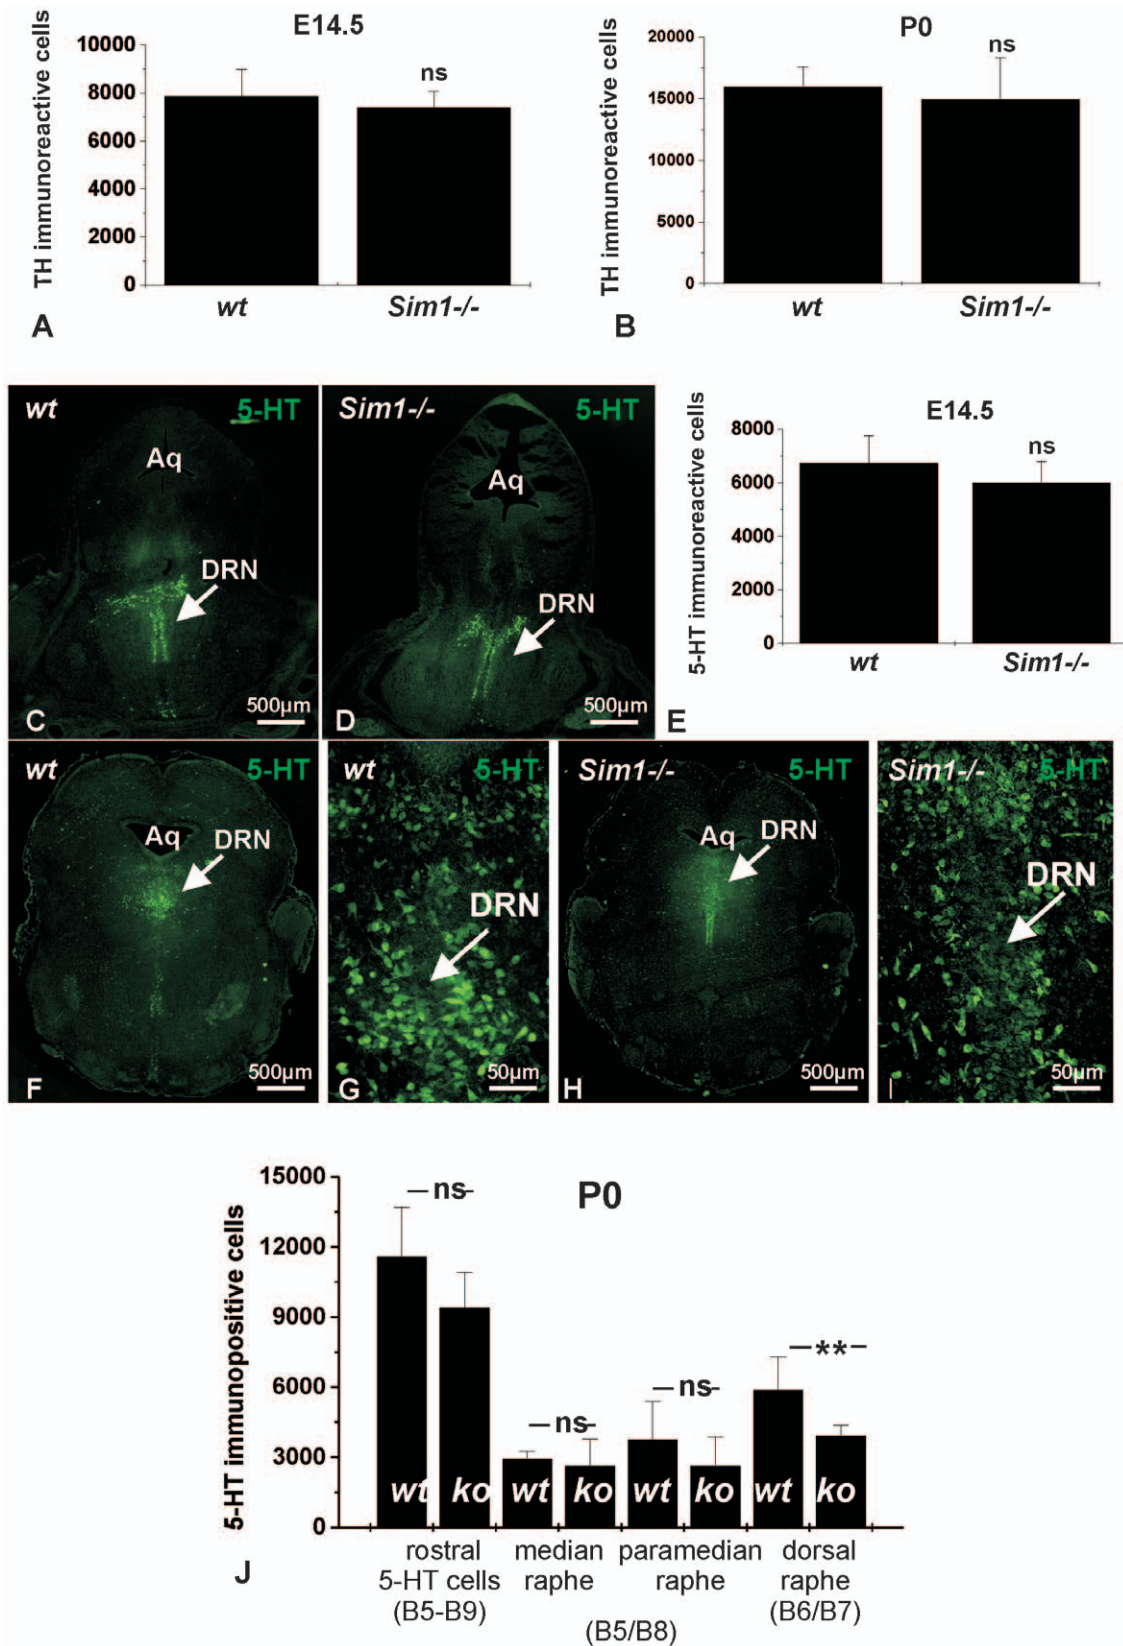 E14.5
TH immunoreactive cells
10000
8000
6000
4000
2000
0
ns
wt
Sim1-/-
A
P0
TH immunoreactive cells
20000
15000
10000
5000
0
ns
wt
Sim1-/-
B
wt
5-HT
Aq
DRN
500µm
C
Sim1-/-
5-HT
Aq
DRN
500µm
D
E14.5
5-HT immunoreactive cells
8000
6000
4000
2000
0
ns
wt
Sim1-/-
E
wt
5-HT
Aq
DRN
500µm
F
wt
5-HT
DRN
50µm
G
Sim1-/-
5-HT
Aq
DRN
500µm
H
Sim1-/-
5-HT
DRN
50µm
I
P0
5-HT immunopositive cells
15000
12000
9000
6000
3000
0
ns
ns
ns
**
wt ko wt ko wt ko wt ko
rostral median paramedian dorsal
5-HT cells raphe raphe raphe
(B5-B9) (B6/B7)
(B5/B8)
J